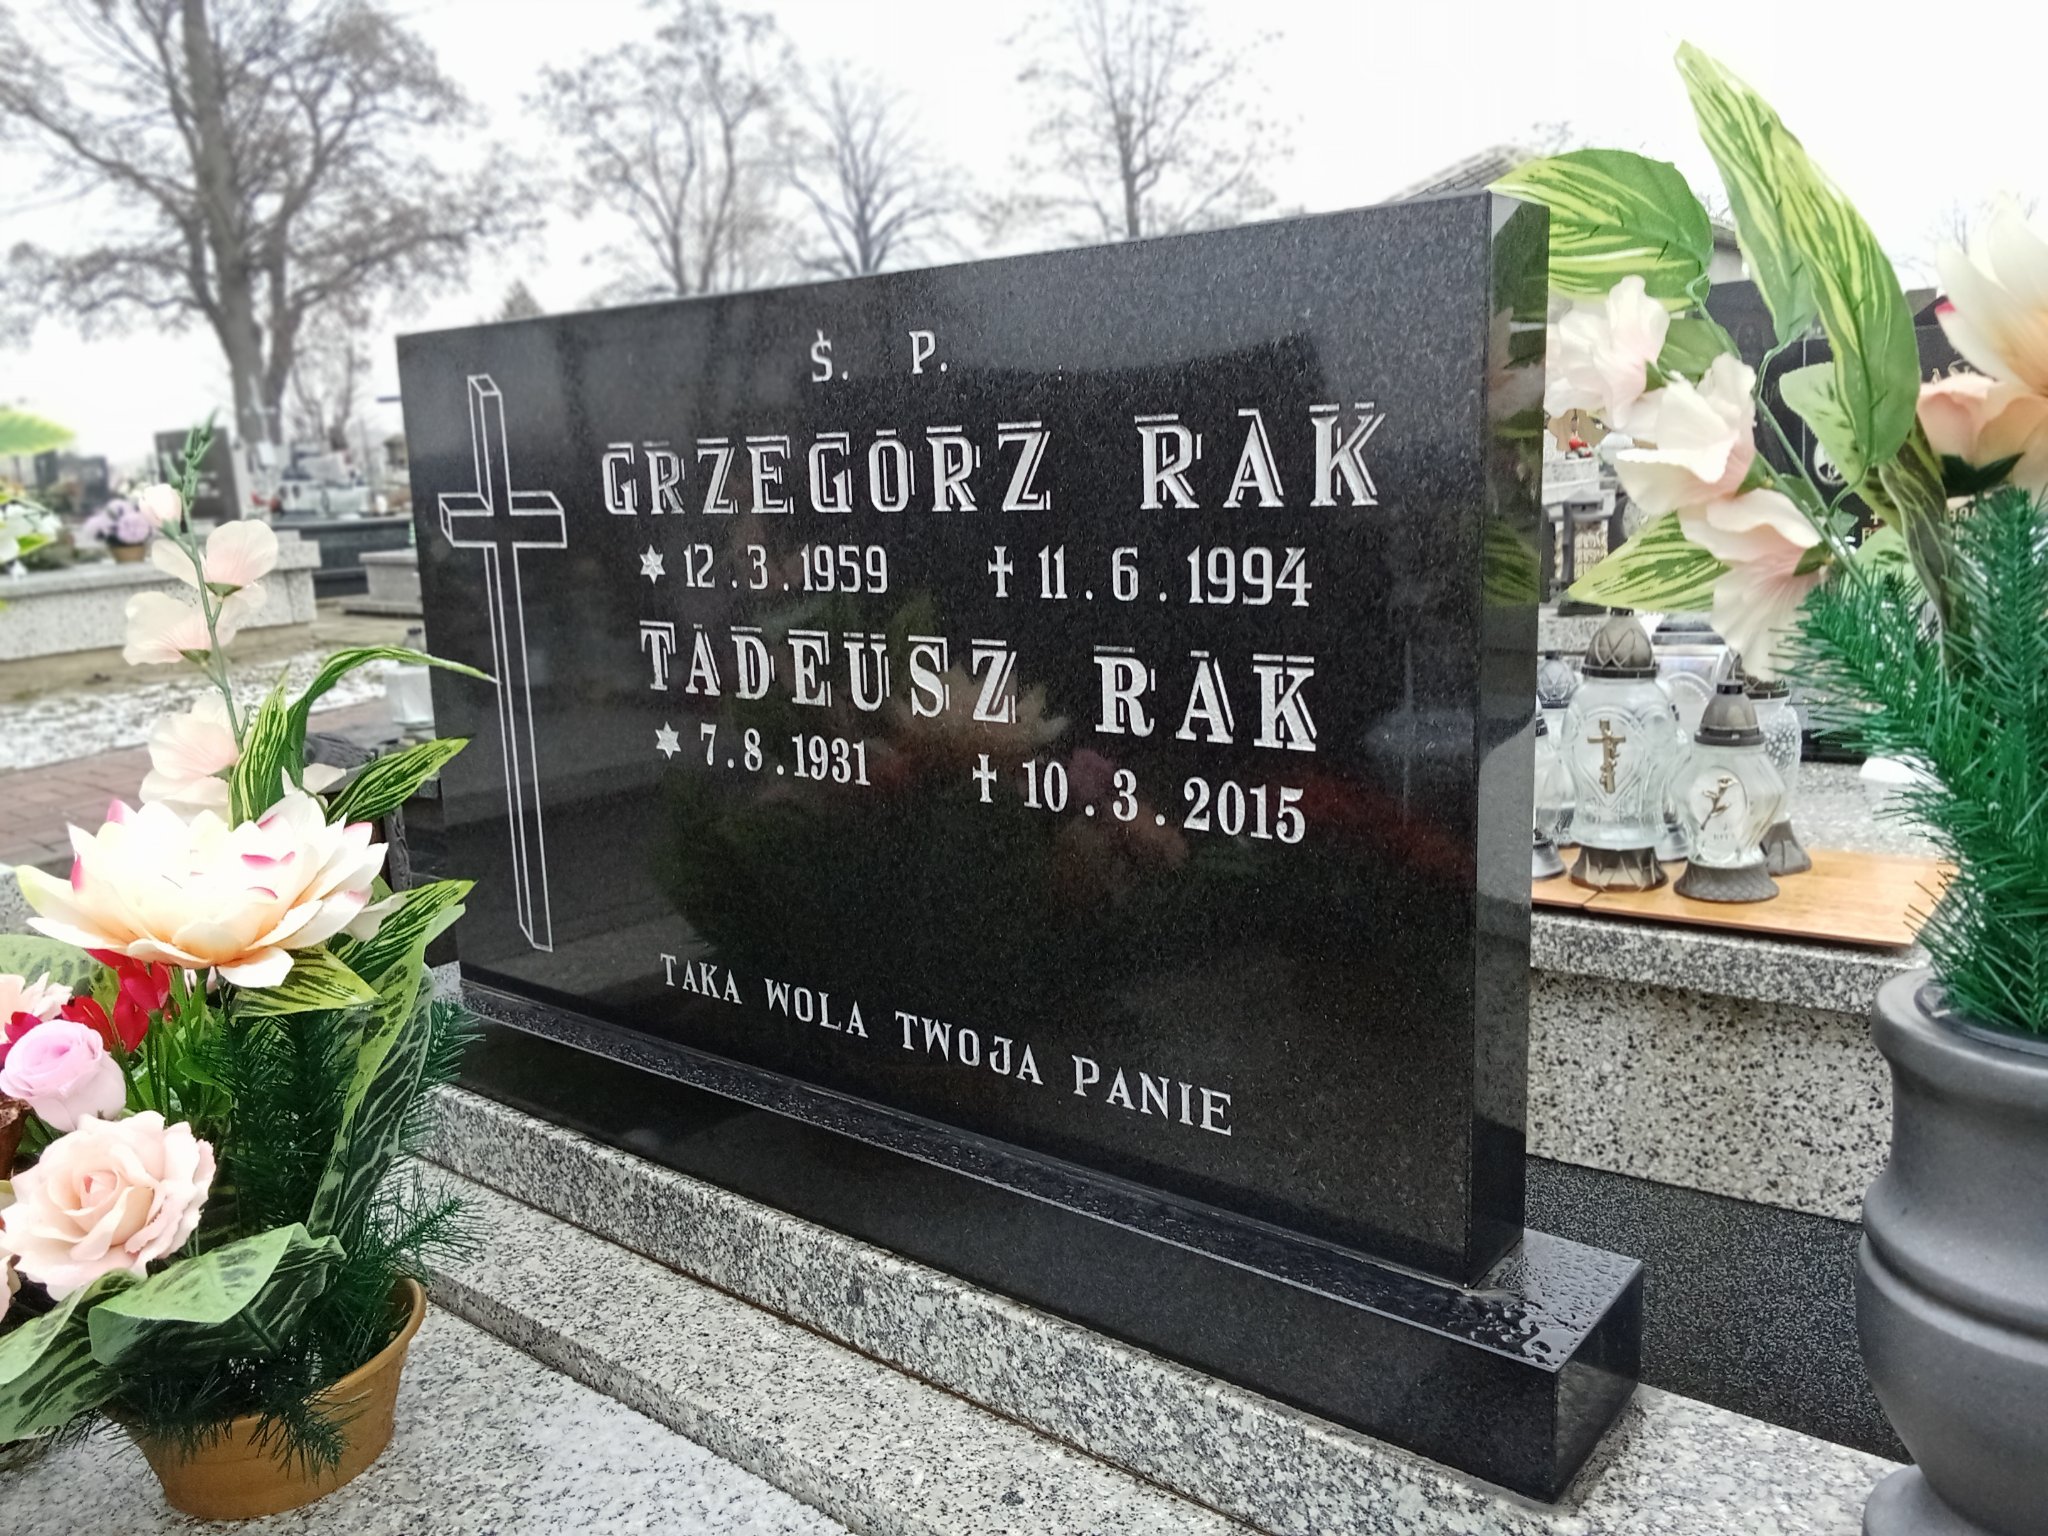 Ś. P.
GRZEGORZ RAK
12.3.1959 11.6.1994
TADEUSZ RAK
7.8.1931 10.3.2015
TAKA WOLA TWOJA PANIE